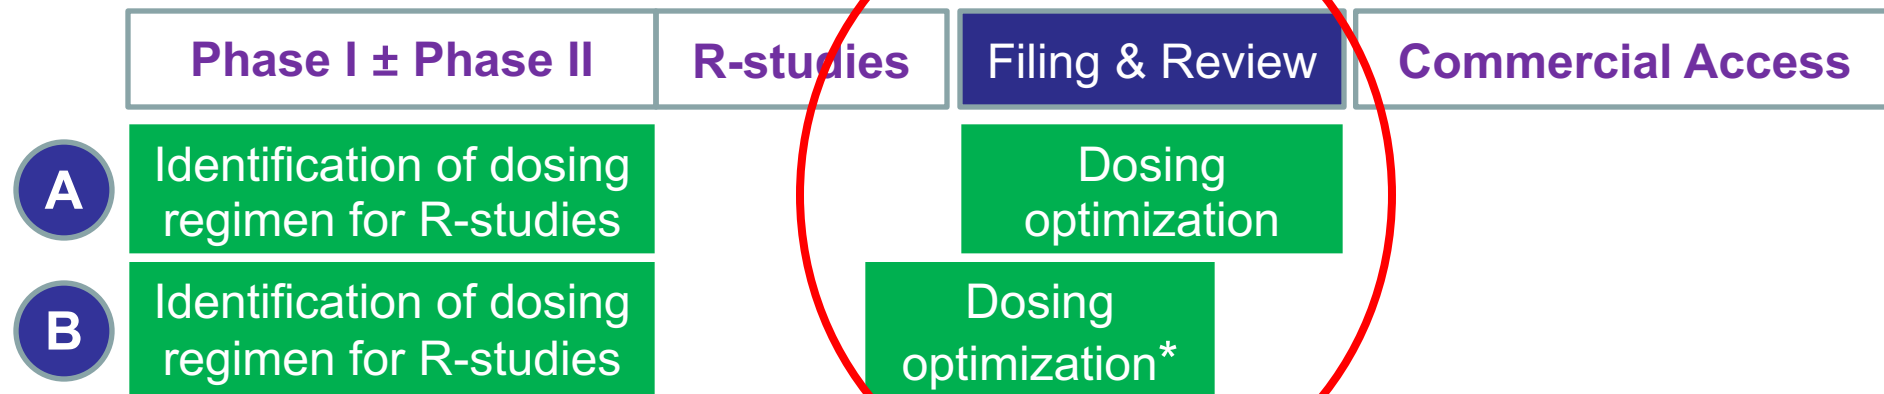 Phase I ± Phase II
R-studies
Filing & Review
Commercial Access
A
Identification of dosing
regimen for R-studies
Dosing
optimization
B
Identification of dosing
regimen for R-studies
Dosing
optimization*